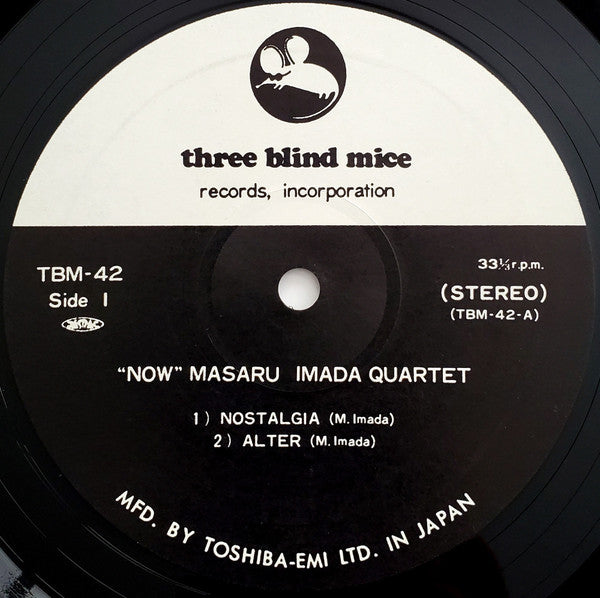 three blind mice
records, incorporation
TBM-42
Side 1
33⅓ r.p.m.
(STEREO)
(TBM-42-A)
“NOW” MASARU IMADA QUARTET
1) NOSTALGIA (M. Imada)
2) ALTER (M. Imada)
MFD. BY TOSHIBA-EMI LTD. IN JAPAN